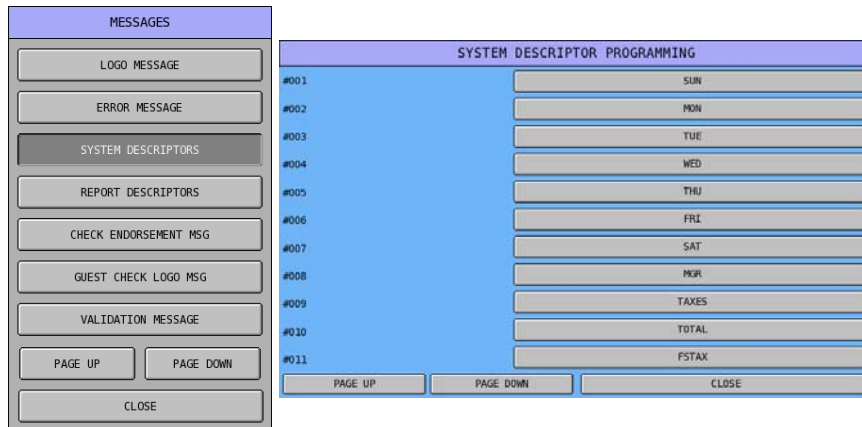 MESSAGES
LOGO MESSAGE
ERROR MESSAGE
SYSTEM DESCRIPTORS
REPORT DESCRIPTORS
CHECK ENDORSEMENT MSG
GUEST CHECK LOGO MSG
VALIDATION MESSAGE
PAGE UP PAGE DOWN
CLOSE
SYSTEM DESCRIPTOR PROGRAMMING
#001 SUN
#002 MON
#003 TUE
#004 WED
#005 THU
#006 FRI
#007 SAT
#008 MGR
#009 TAXES
#010 TOTAL
#011 FSTAX
PAGE UP PAGE DOWN CLOSE